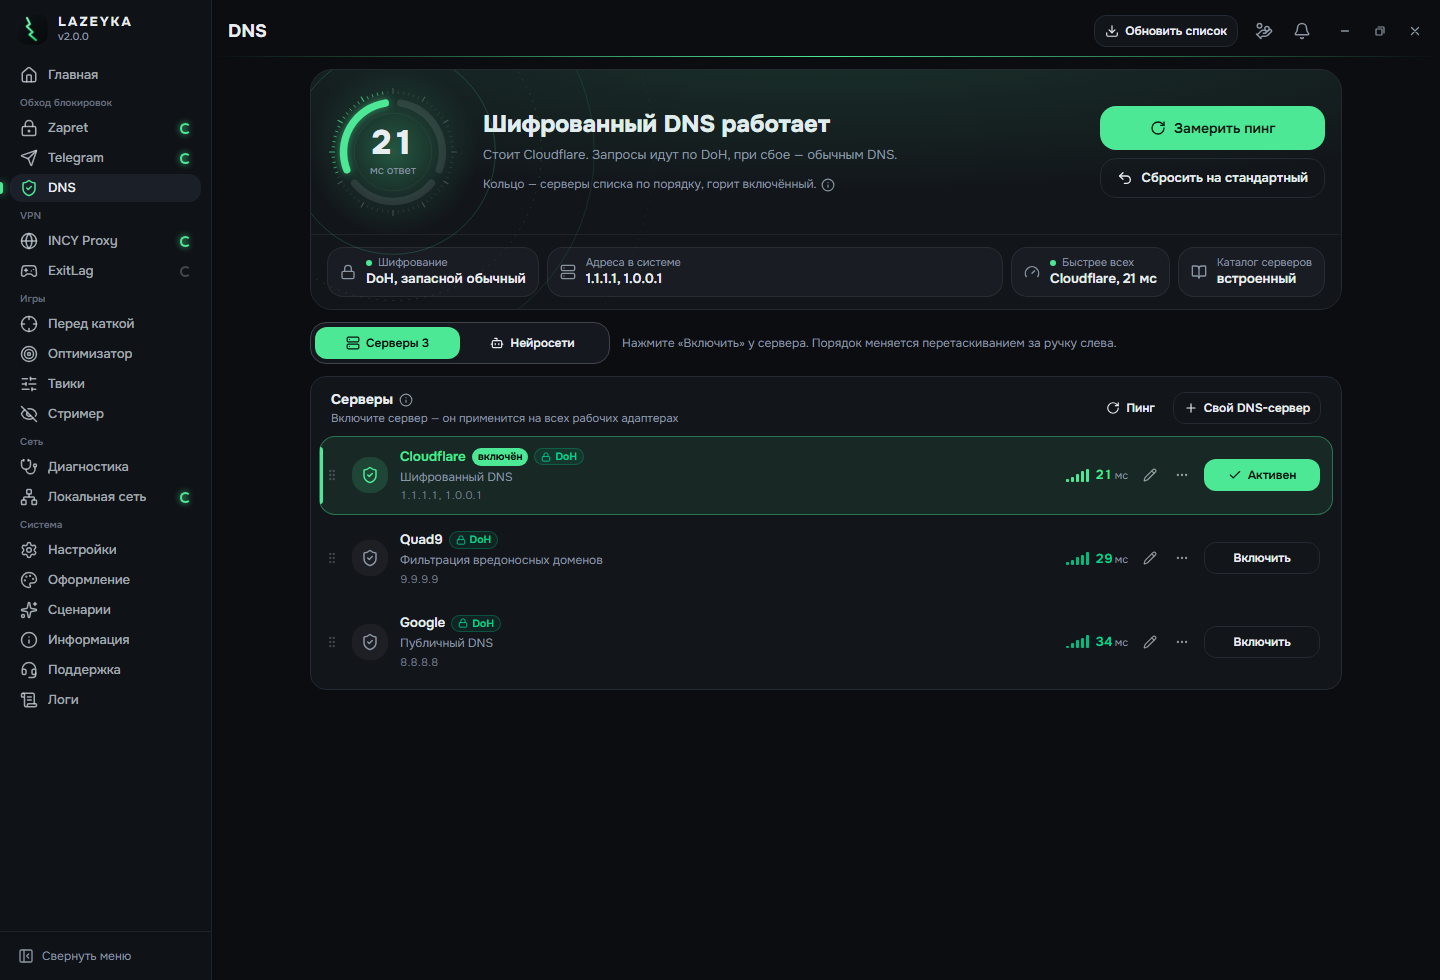 LAZEYKA
v2.0.0
Главная
Обход блокировок
Zapret
Telegram
DNS
VPN
INCY Proxy
ExitLag
Игры
Перед каткой
Оптимизатор
Твики
Стример
Сеть
Диагностика
Локальная сеть
Система
Настройки
Оформление
Сценарии
Информация
Поддержка
Логи
Свернуть меню
DNS
Обновить список
21
мс ответ
Шифрованный DNS работает
Стоит Cloudflare. Запросы идут по DoH, при сбое — обычным DNS.
Кольцо — серверы списка по порядку, горит включённый.
Замерить пинг
Сбросить на стандартный
Шифрование
DoH, запасной обычный
Адреса в системе
1.1.1.1, 1.0.0.1
Быстрее всех
Cloudflare, 21 мс
Каталог серверов
встроенный
Серверы 3
Нейросети
Нажмите «Включить» у сервера. Порядок меняется перетаскиванием за ручку слева.
Серверы
Включите сервер — он применится на всех рабочих адаптерах
Пинг
Свой DNS-сервер
Cloudflare включён DoH
Шифрованный DNS
1.1.1.1, 1.0.0.1
21 мс
Активен
Quad9 DoH
Фильтрация вредоносных доменов
9.9.9.9
29 мс
Включить
Google DoH
Публичный DNS
8.8.8.8
34 мс
Включить